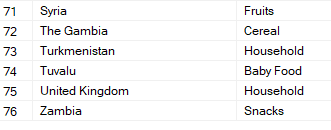 71 Syria Fruits
72 The Gambia Cereal
73 Turkmenistan Household
74 Tuvalu Baby Food
75 United Kingdom Household
76 Zambia Snacks